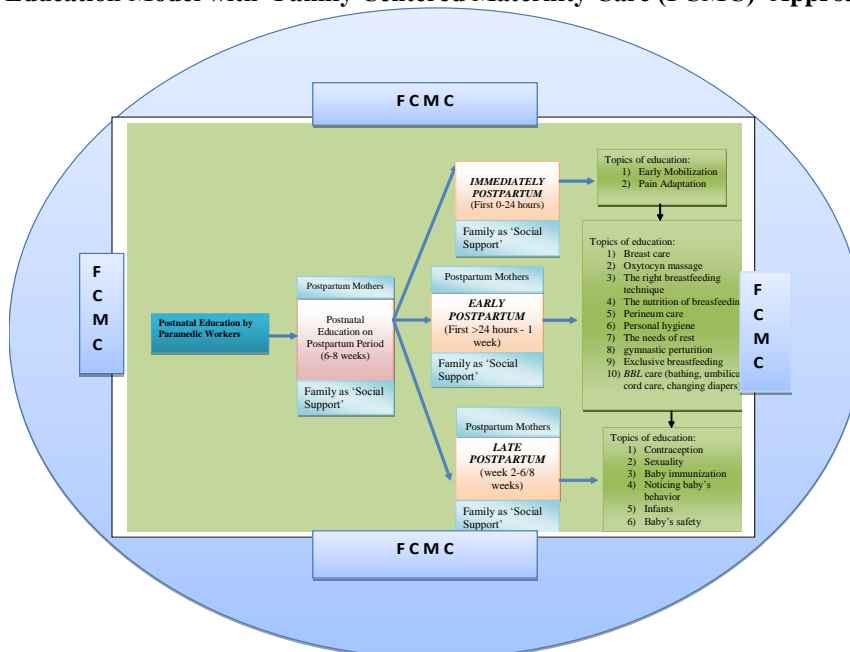 Education Model with 'Family Centered Maternity Care (FCMC)' Approa
F C M C
F
C
M
C
Postnatal Education by
Paramedic Workers
Postpartum Mothers
Postnatal
Education on
Postpartum Period
(6-8 weeks)
Family as 'Social
Support'
IMMEDIATELY
POSTPARTUM
(First 0-24 hours)
Family as 'Social
Support'
Topics of education:
1) Early Mobilization
2) Pain Adaptation
Postpartum Mothers
EARLY
POSTPARTUM
(First >24 hours - 1
week)
Family as 'Social
Support'
Topics of education:
1) Breast care
2) Oxytocyn massage
3) The right breastfeeding
technique
4) The nutrition of breasfeedin
5) Perineum care
6) Personal hygiene
7) The needs of rest
8) gymnastic perturition
9) Exclusive breastfeeding
10) BBL care (bathing, umbilica
cord care, changing diapers)
Postpartum Mothers
LATE
POSTPARTUM
(week 2-6/8
weeks)
Family as 'Social
Support'
Topics of education:
1) Contraception
2) Sexuality
3) Baby immunization
4) Noticing baby's
behavior
5) Infants
6) Baby's safety
F
C
M
C
F C M C